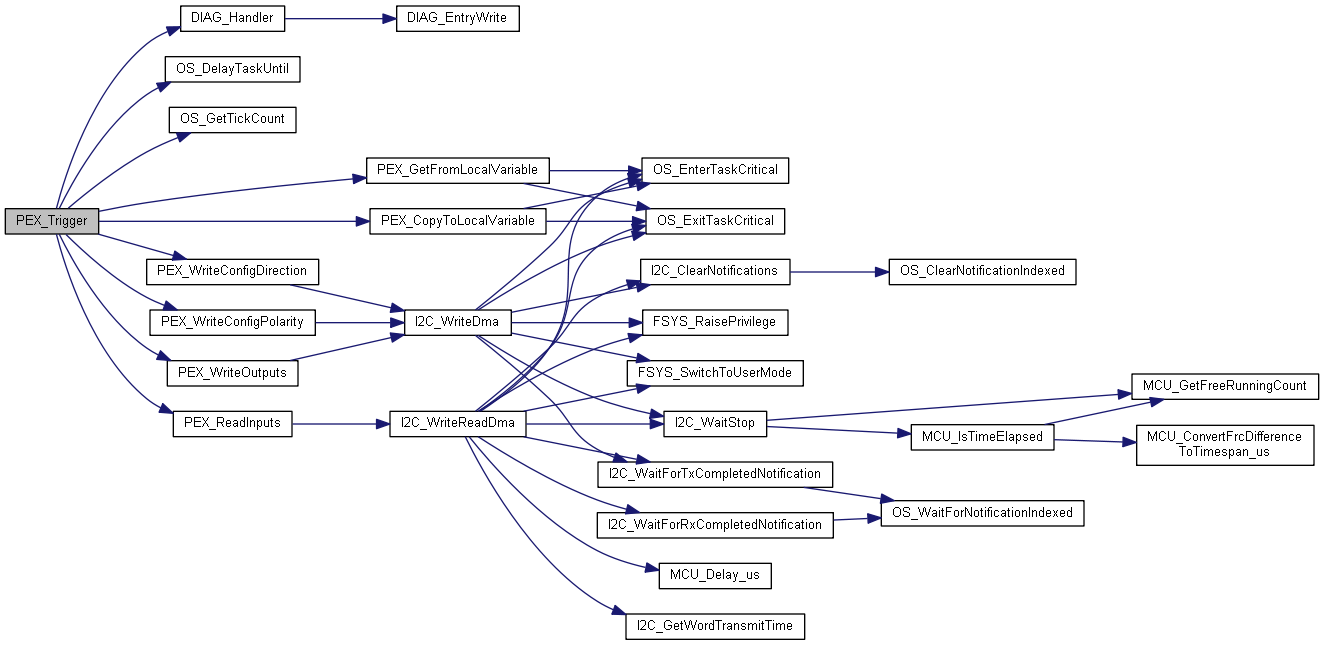 DIAG_Handler
DIAG_EntryWrite
OS_DelayTaskUntil
OS_GetTickCount
PEX_GetFromLocalVariable
OS_EnterTaskCritical
PEX_Trigger
PEX_CopyToLocalVariable
OS_ExitTaskCritical
PEX_WriteConfigDirection
I2C_ClearNotifications
OS_ClearNotificationIndexed
PEX_WriteConfigPolarity
I2C_WriteDma
FSYS_RaisePrivilege
PEX_WriteOutputs
FSYS_SwitchToUserMode
MCU_GetFreeRunningCount
PEX_ReadInputs
I2C_WriteReadDma
I2C_WaitStop
MCU_IsTimeElapsed
MCU_ConvertFrcDifference
ToTimespan_us
I2C_WaitForTxCompletedNotification
OS_WaitForNotificationIndexed
I2C_WaitForRxCompletedNotification
MCU_Delay_us
I2C_GetWordTransmitTime